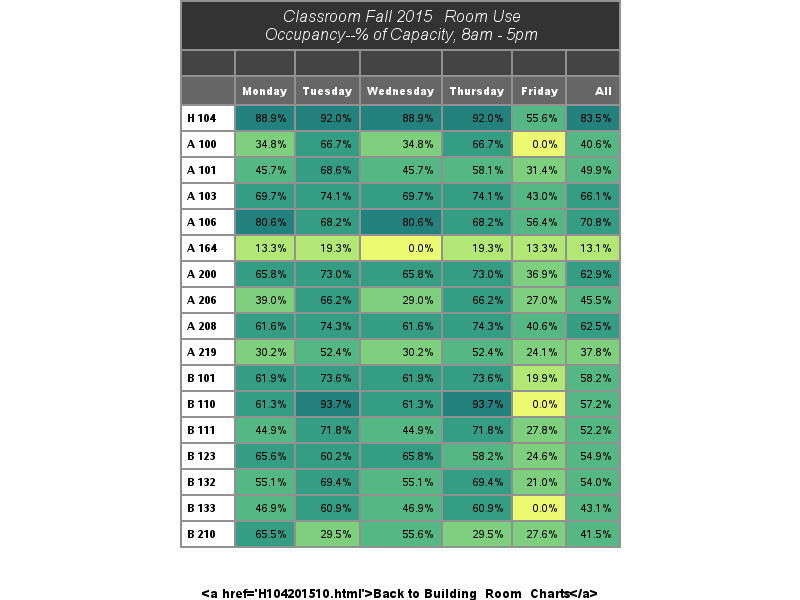 Classroom Fall 2015 Room Use
Occupancy--% of Capacity, 8am - 5pm
Monday Tuesday Wednesday Thursday Friday All
H 104 88.9% 92.0% 88.9% 92.0% 55.6% 83.5%
A 100 34.8% 66.7% 34.8% 66.7% 0.0% 40.6%
A 101 45.7% 68.6% 45.7% 58.1% 31.4% 49.9%
A 103 69.7% 74.1% 69.7% 74.1% 43.0% 66.1%
A 106 80.6% 68.2% 80.6% 68.2% 56.4% 70.8%
A 164 13.3% 19.3% 0.0% 19.3% 13.3% 13.1%
A 200 65.8% 73.0% 65.8% 73.0% 36.9% 62.9%
A 206 39.0% 66.2% 29.0% 66.2% 27.0% 45.5%
A 208 61.6% 74.3% 61.6% 74.3% 40.6% 62.5%
A 219 30.2% 52.4% 30.2% 52.4% 24.1% 37.8%
B 101 61.9% 73.6% 61.9% 73.6% 19.9% 58.2%
B 110 61.3% 93.7% 61.3% 93.7% 0.0% 57.2%
B 111 44.9% 71.8% 44.9% 71.8% 27.8% 52.2%
B 123 65.6% 60.2% 65.8% 58.2% 24.6% 54.9%
B 132 55.1% 69.4% 55.1% 69.4% 21.0% 54.0%
B 133 46.9% 60.9% 46.9% 60.9% 0.0% 43.1%
B 210 65.5% 29.5% 55.6% 29.5% 27.6% 41.5%
<a href='H104201510.html'>Back to Building Room Charts</a>